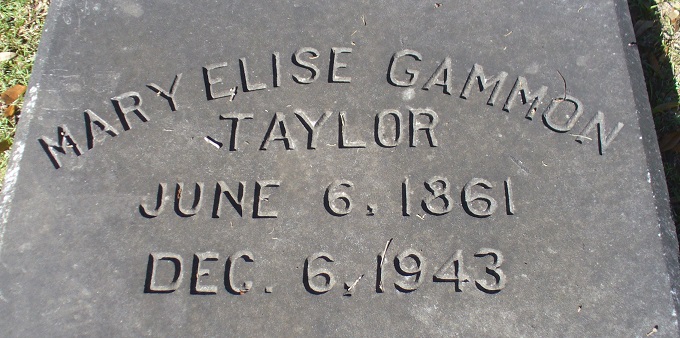 MARY ELISE GAMMON
TAYLOR
JUNE 6. 1861
DEC. 6. 1943